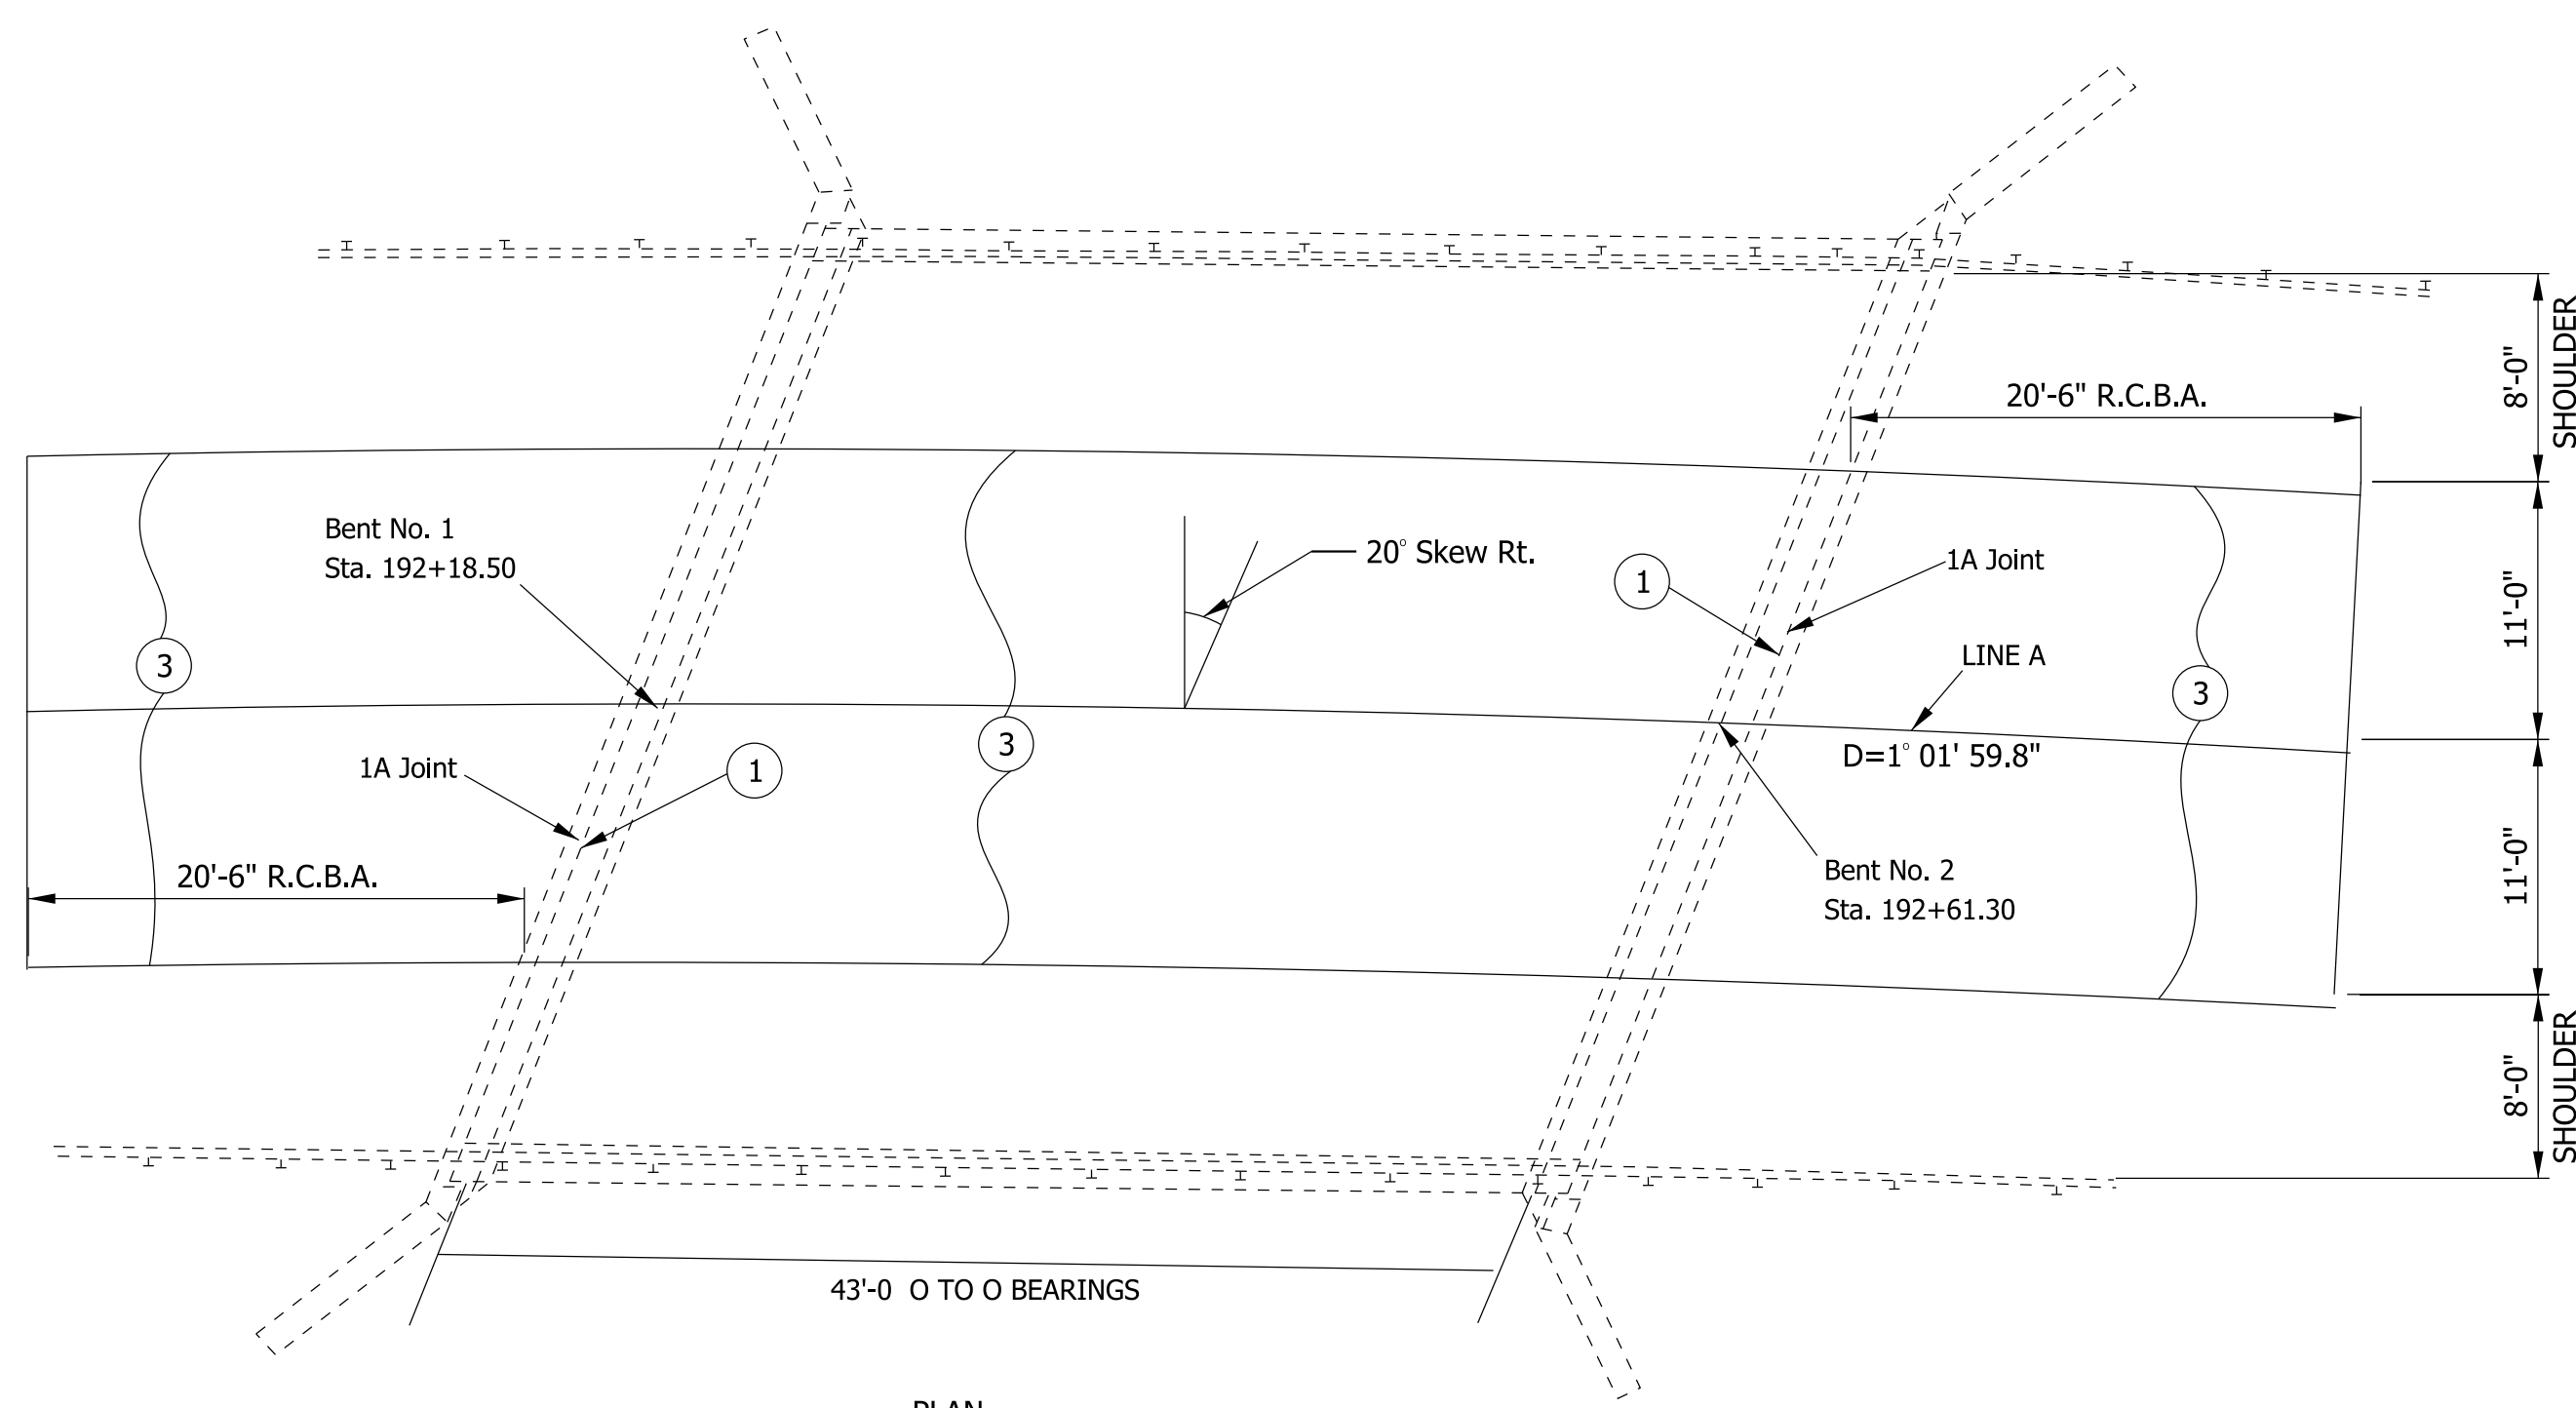 SHOULDER
8'-0"
20'-6" R.C.B.A.
Bent No. 1
Sta. 192+18.50
20° Skew Rt.
1
1A Joint
11'-0"
LINE A
3
3
3
D=1° 01' 59.8"
1A Joint
1
20'-6" R.C.B.A.
Bent No. 2
Sta. 192+61.30
11'-0"
8'-0"
SHOULDER
43'-0 O TO O BEARINGS
PLAN